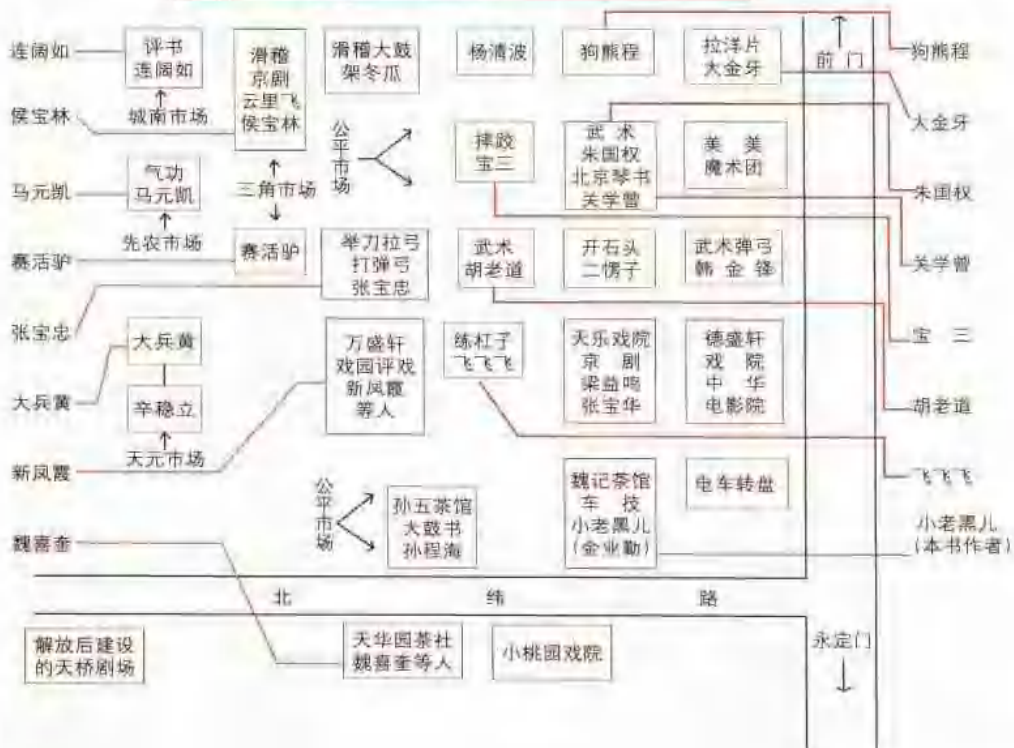 连阔如
侯宝林
马元凯
赛活驴
张宝忠
大兵黄
新凤霞
魏喜奎
评书
连阔如
城南市场
气功
马元凯
先农市场
大兵黄
辛稳立
天元市场
滑稽
京剧
云里飞
侯宝林
三角市场
赛活驴
滑稽大鼓
架冬瓜
公平市场
举刀拉弓
打弹弓
张宝忠
万盛轩
戏园评戏
新凤霞
等人
公平市场
孙五茶馆
大鼓书
孙程海
杨清波
摔跤
宝三
武术
胡老道
练杠子
飞飞飞
狗熊程
武术
朱国权
北京琴书
关学曾
开石头
二愣子
天乐戏院
京剧
梁益鸣
张宝华
魏记茶馆
车技
小老黑儿
(金业勤)
拉洋片
大金牙
美美
魔术团
武术弹弓
韩金锋
德盛轩
戏院
中华
电影院
电车转盘
前门
狗熊程
大金牙
朱国权
关学曾
宝三
胡老道
飞飞飞
小老黑儿
(本书作者)
北纬路
解放后建设
的天桥剧场
天华园茶社
魏喜奎等人
小桃园戏院
永定门